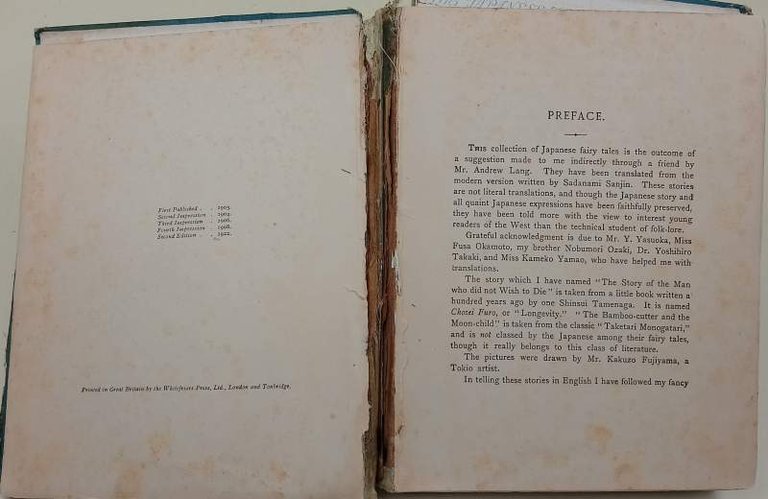 First Published . . 1903.
Second Impression . 1904.
Third Impression . 1906.
Fourth Impression . 1908.
Second Edition . . 1922.
Printed in Great Britain by the Whitefriars Press, Ltd., London and Tonbridge.
PREFACE.
THIS collection of Japanese fairy tales is the outcome of
a suggestion made to me indirectly through a friend by
Mr. Andrew Lang. They have been translated from the
modern version written by Sadanami Sanjin. These stories
are not literal translations, and though the Japanese story and
all quaint Japanese expressions have been faithfully preserved,
they have been told more with the view to interest young
readers of the West than the technical student of folk-lore.
Grateful acknowledgment is due to Mr. Y. Yasuoka, Miss
Fusa Okamoto, my brother Nobumori Ozaki, Dr. Yoshihiro
Takaki, and Miss Kameko Yamao, who have helped me with
translations.
The story which I have named "The Story of the Man
who did not Wish to Die" is taken from a little book written a
hundred years ago by one Shinsui Tamenaga. It is named
Chosei Furo, or "Longevity." "The Bamboo-cutter and the
Moon-child" is taken from the classic "Taketari Monogatari,"
and is not classed by the Japanese among their fairy tales,
though it really belongs to this class of literature.
The pictures were drawn by Mr. Kakuzo Fujiyama, a
Tokio artist.
In telling these stories in English I have followed my fancy